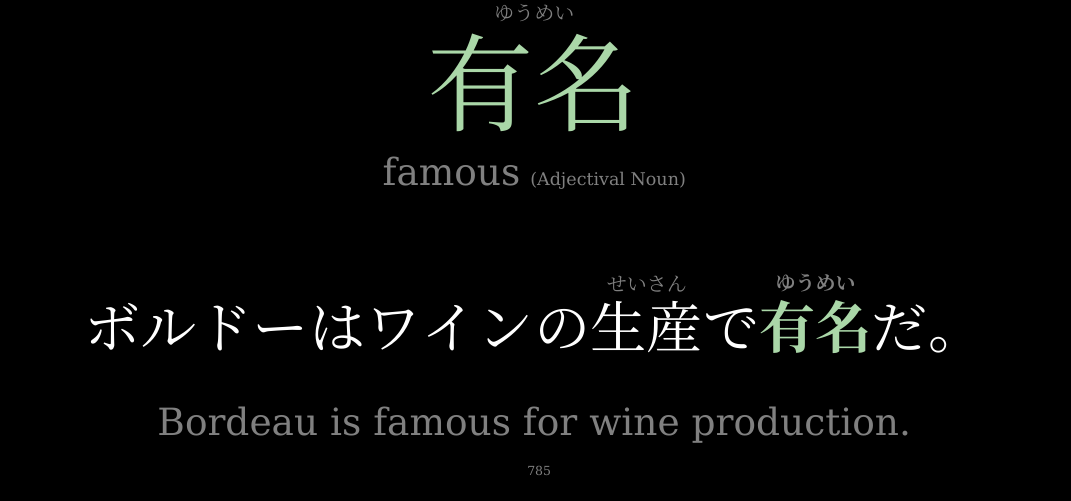 ゆうめい
有名
famous (Adjectival Noun)
せいさん ゆうめい
ボルドーはワインの生産で有名だ。
Bordeau is famous for wine production.
785